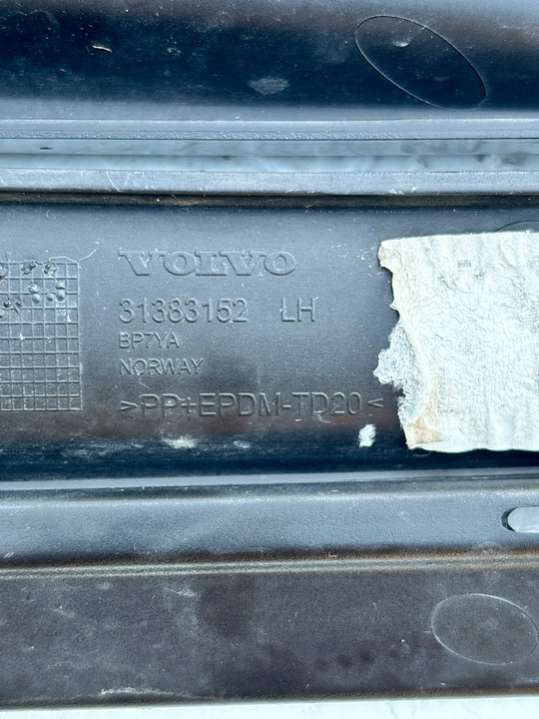 VOLVO
31383152 LH
BP7YA
NORWAY
>PP+EPDM-TD20<